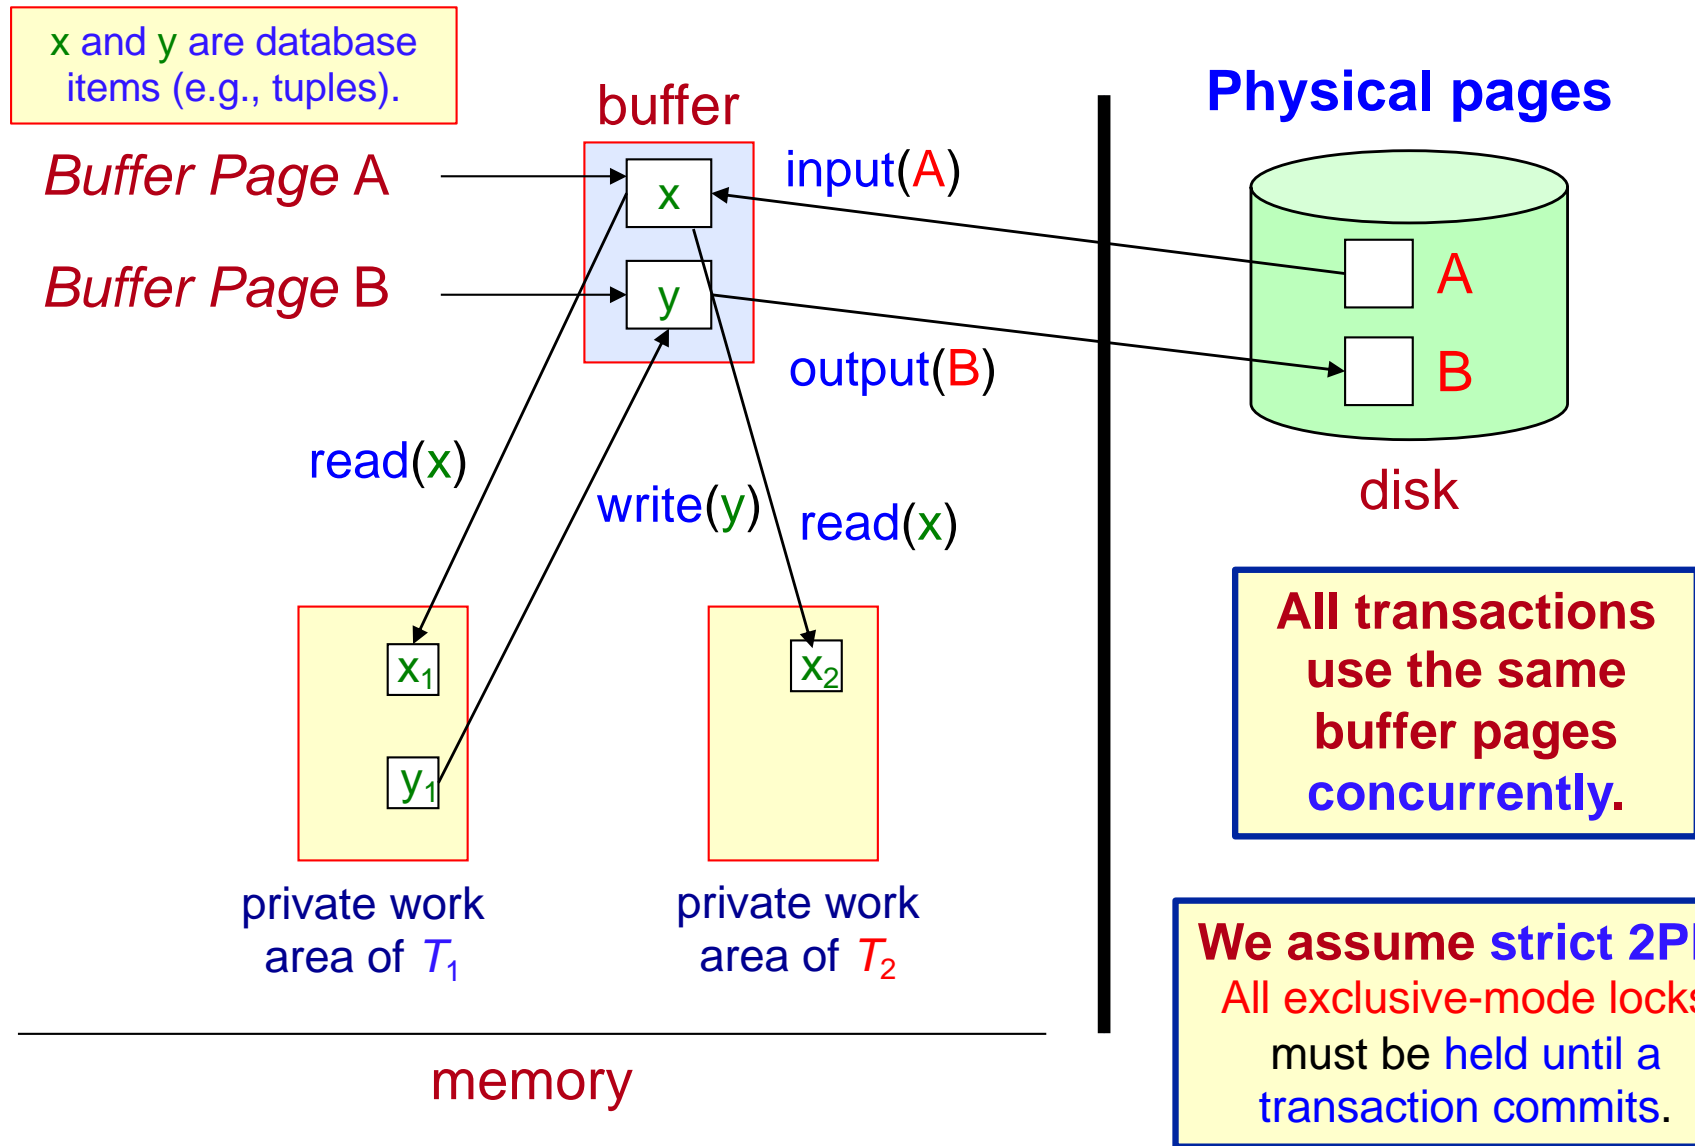 x and y are database
items (e.g., tuples).
buffer
Physical pages
Buffer Page A
x
input(A)
A
Buffer Page B
y
output(B)
B
read(x)
write(y)
read(x)
disk
x1
x2
y1
All transactions
use the same
buffer pages
concurrently.
private work
area of T1
private work
area of T2
We assume strict
All exclusive-mode locks
must be held until a
transaction commits.
memory